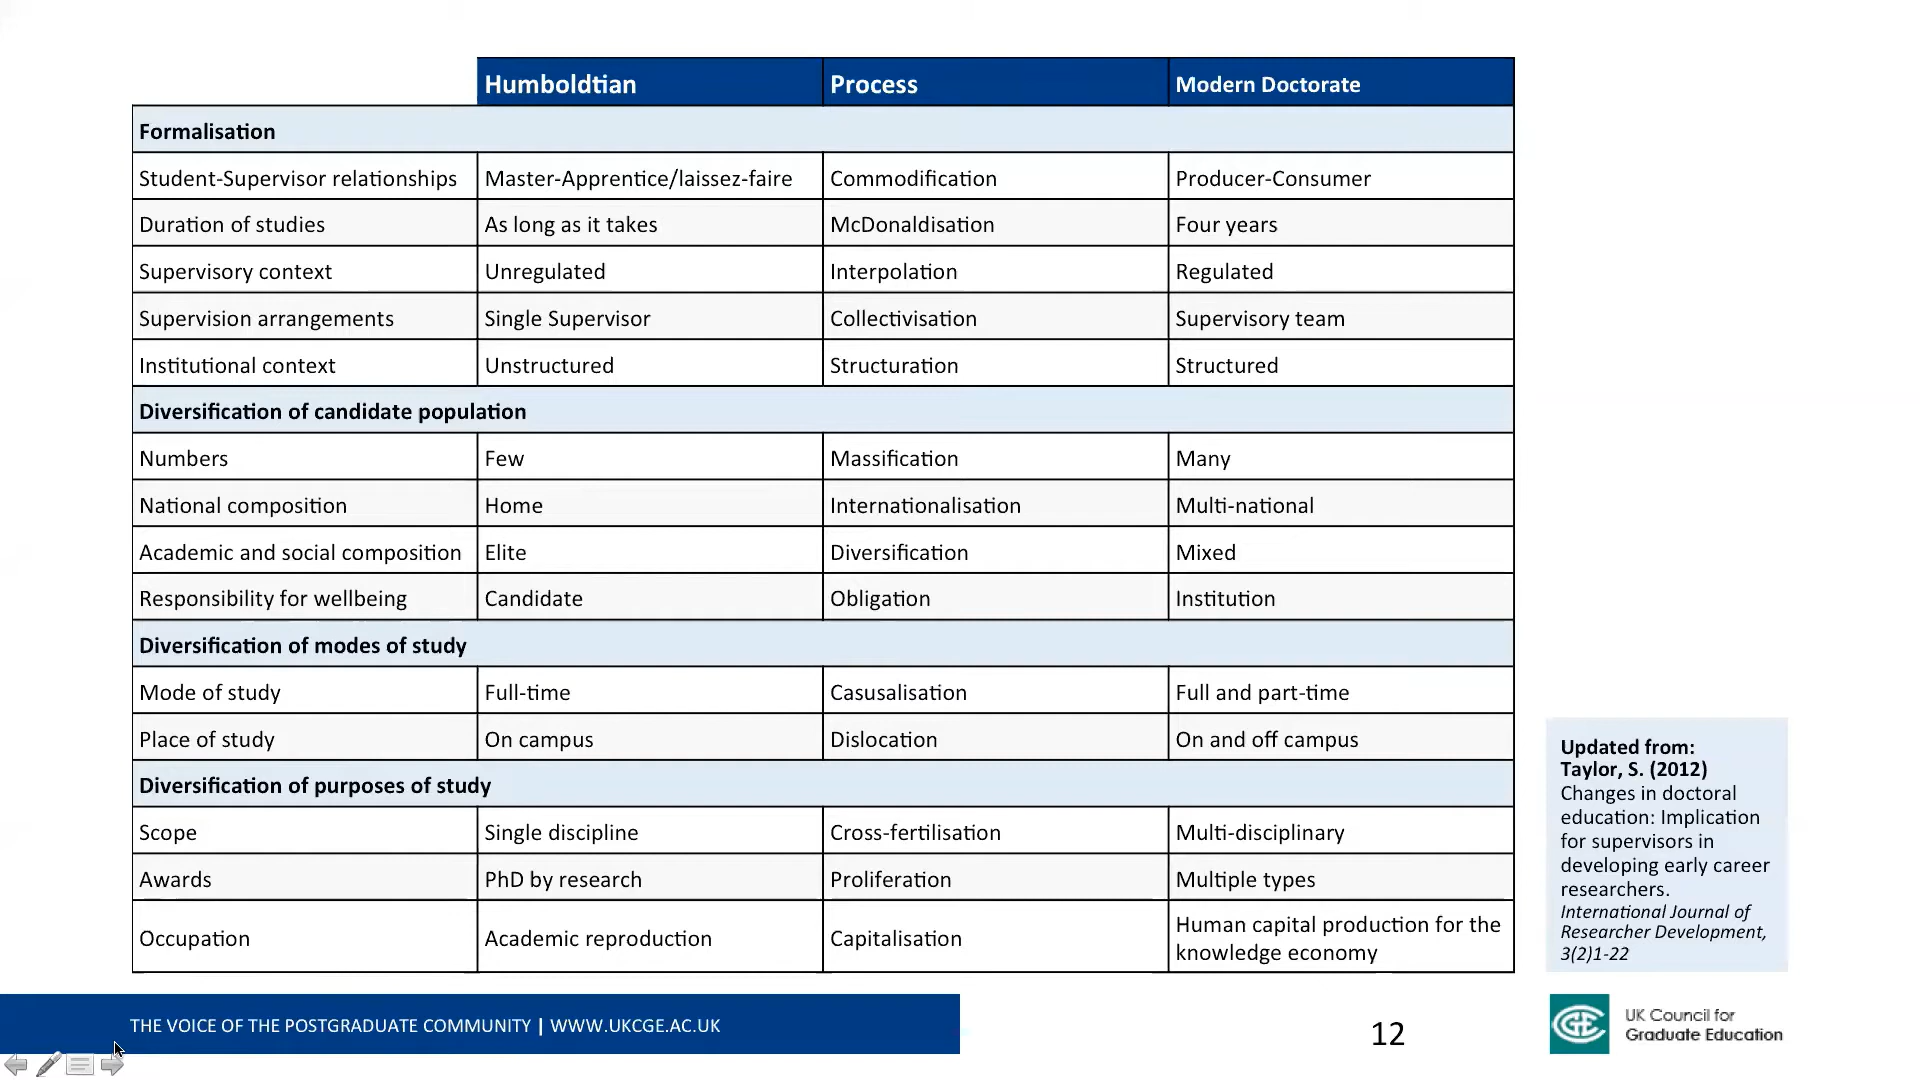 Humboldtian Process Modern Doctorate
Formalisation
Student-Supervisor relationships Master-Apprentice/laissez-faire Commodification Producer-Consumer
Duration of studies As long as it takes McDonaldisation Four years
Supervisory context Unregulated Interpolation Regulated
Supervision arrangements Single Supervisor Collectivisation Supervisory team
Institutional context Unstructured Structuration Structured
Diversification of candidate population
Numbers Few Massification Many
National composition Home Internationalisation Multi-national
Academic and social composition Elite Diversification Mixed
Responsibility for wellbeing Candidate Obligation Institution
Diversification of modes of study
Mode of study Full-time Casusalisation Full and part-time
Place of study On campus Dislocation On and off campus
Diversification of purposes of study
Scope Single discipline Cross-fertilisation Multi-disciplinary
Awards PhD by research Proliferation Multiple types
Occupation Academic reproduction Capitalisation Human capital production for the
knowledge economy
Updated from:
Taylor, S. (2012)
Changes in doctoral
education: Implication
for supervisors in
developing early career
researchers.
International Journal of
Researcher Development,
3(2)1-22
THE VOICE OF THE POSTGRADUATE COMMUNITY | WWW.UKCGE.AC.UK
12
CGE
UK Council for
Graduate Education